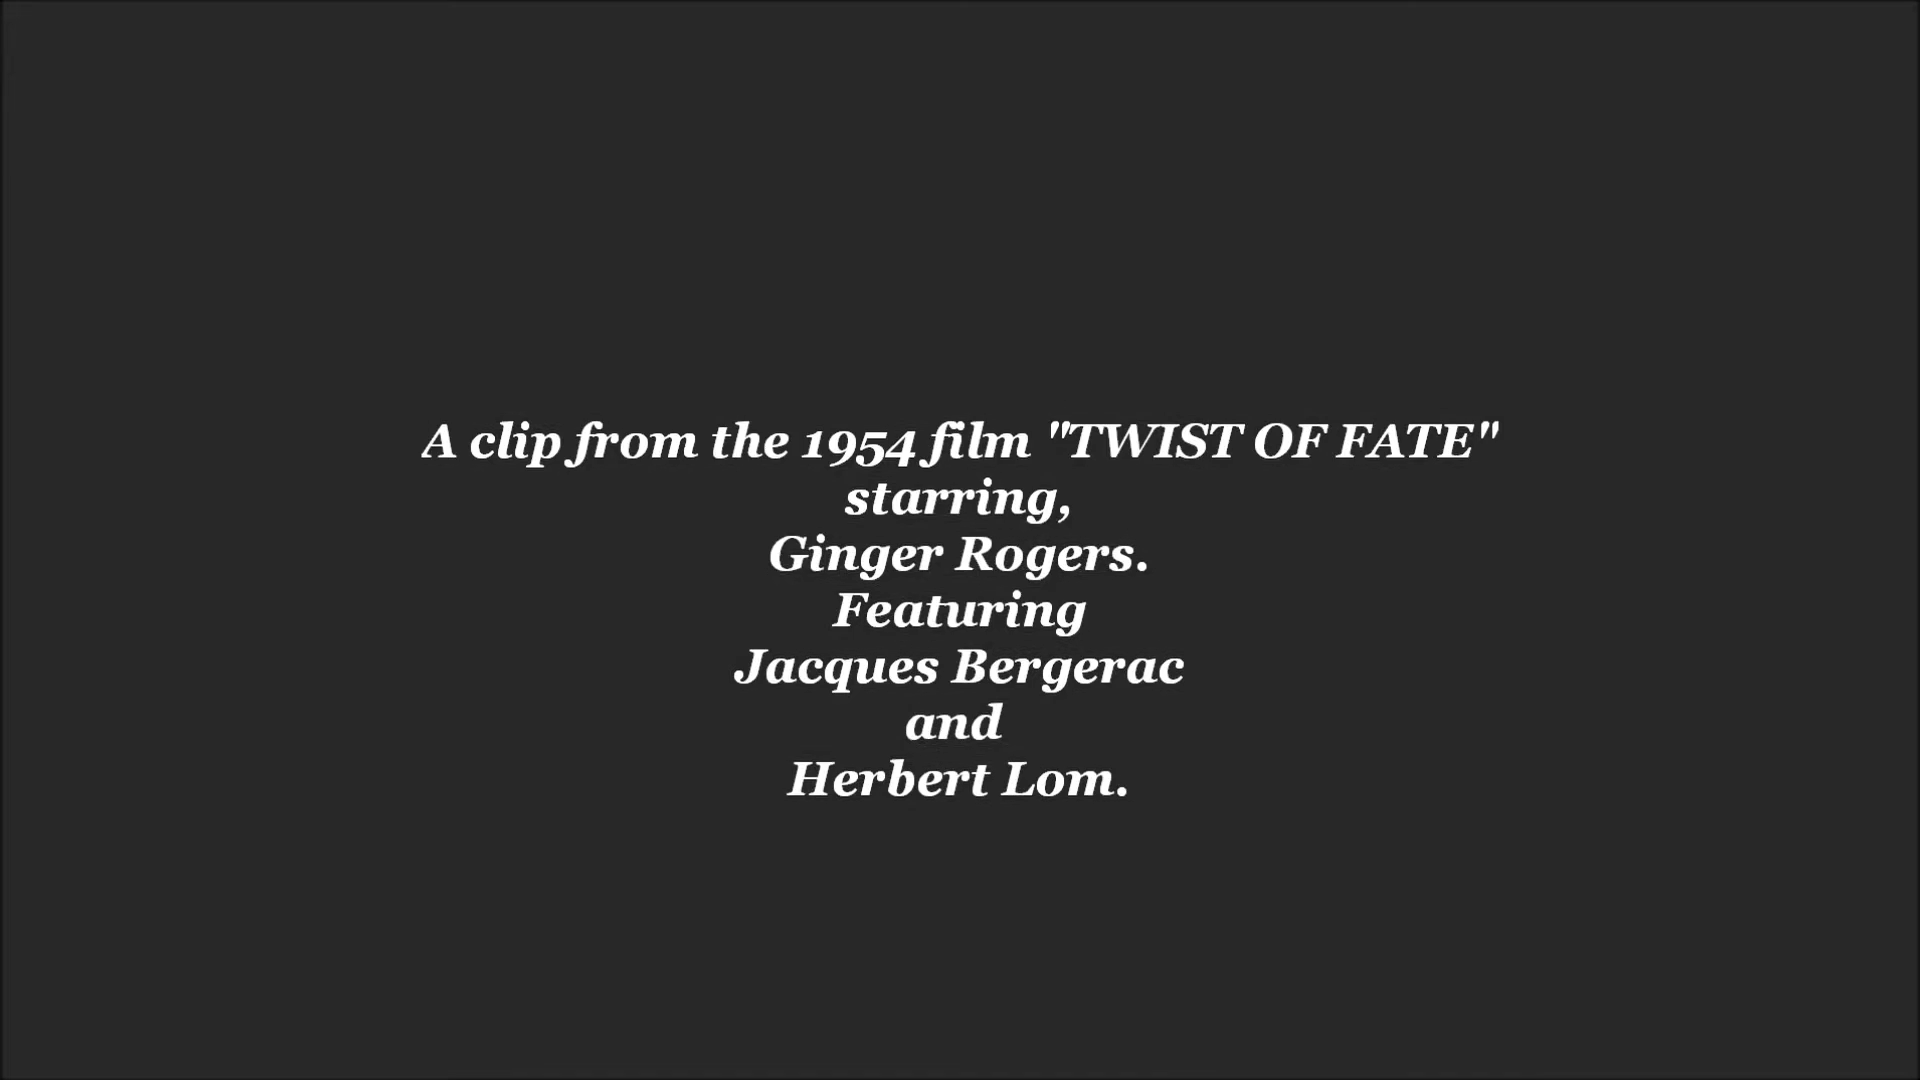 A clip from the 1954 film "TWIST OF FATE"
starring,
Ginger Rogers.
Featuring
Jacques Bergerac
and
Herbert Lom.